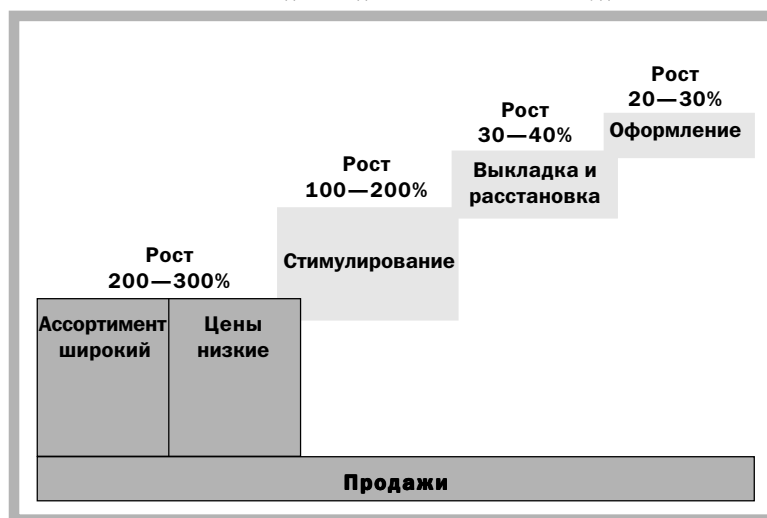 Рост
20—30%
Оформление
Рост
30—40%
Выкладка и
расстановка
Рост
100—200%
Стимулирование
Рост
200—300%
Ассортимент
широкий
Цены
низкие
Продажи